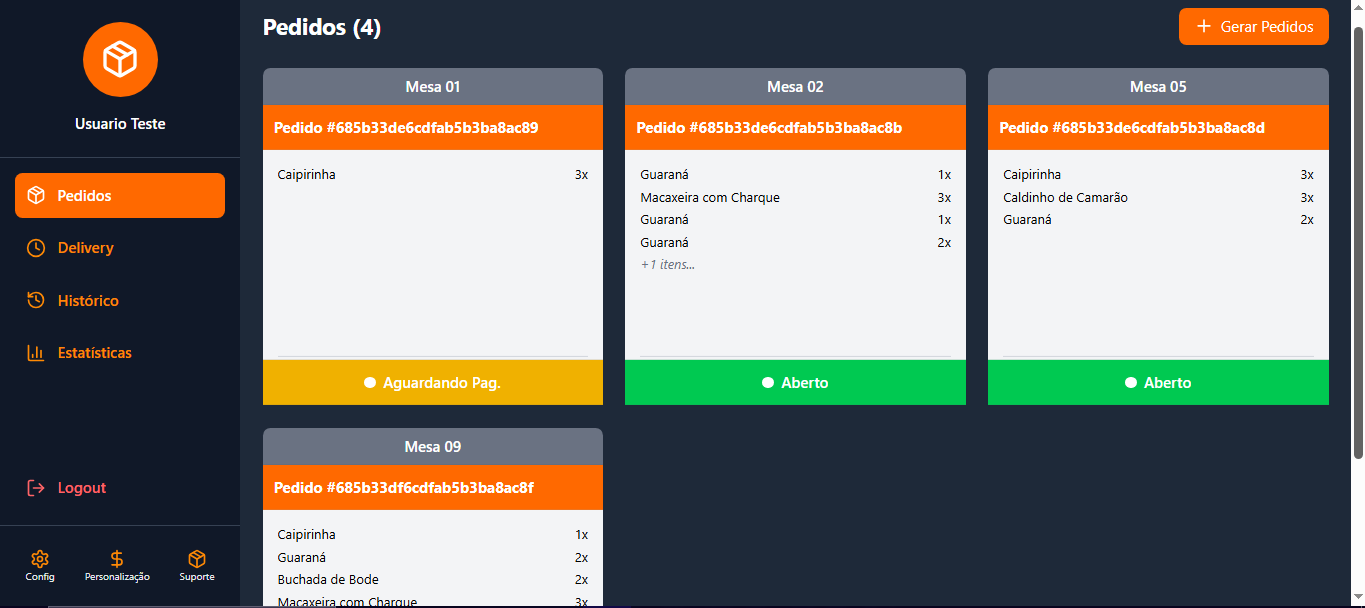 Usuario Teste
Pedidos
Delivery
Histórico
Estatísticas
Logout
Config
Personalização
Suporte
Pedidos (4)
Gerar Pedidos
Mesa 01
Pedido #685b33de6cdfab5b3ba8ac89
Caipirinha 3x
Aguardando Pag.
Mesa 02
Pedido #685b33de6cdfab5b3ba8ac8b
Guaraná 1x
Macaxeira com Charque 3x
Guaraná 1x
Guaraná 2x
+1 itens...
Aberto
Mesa 05
Pedido #685b33de6cdfab5b3ba8ac8d
Caipirinha 3x
Caldinho de Camarão 3x
Guaraná 2x
Aberto
Mesa 09
Pedido #685b33df6cdfab5b3ba8ac8f
Caipirinha 1x
Guaraná 2x
Buchada de Bode 2x
Macaxeira com Charque 3x